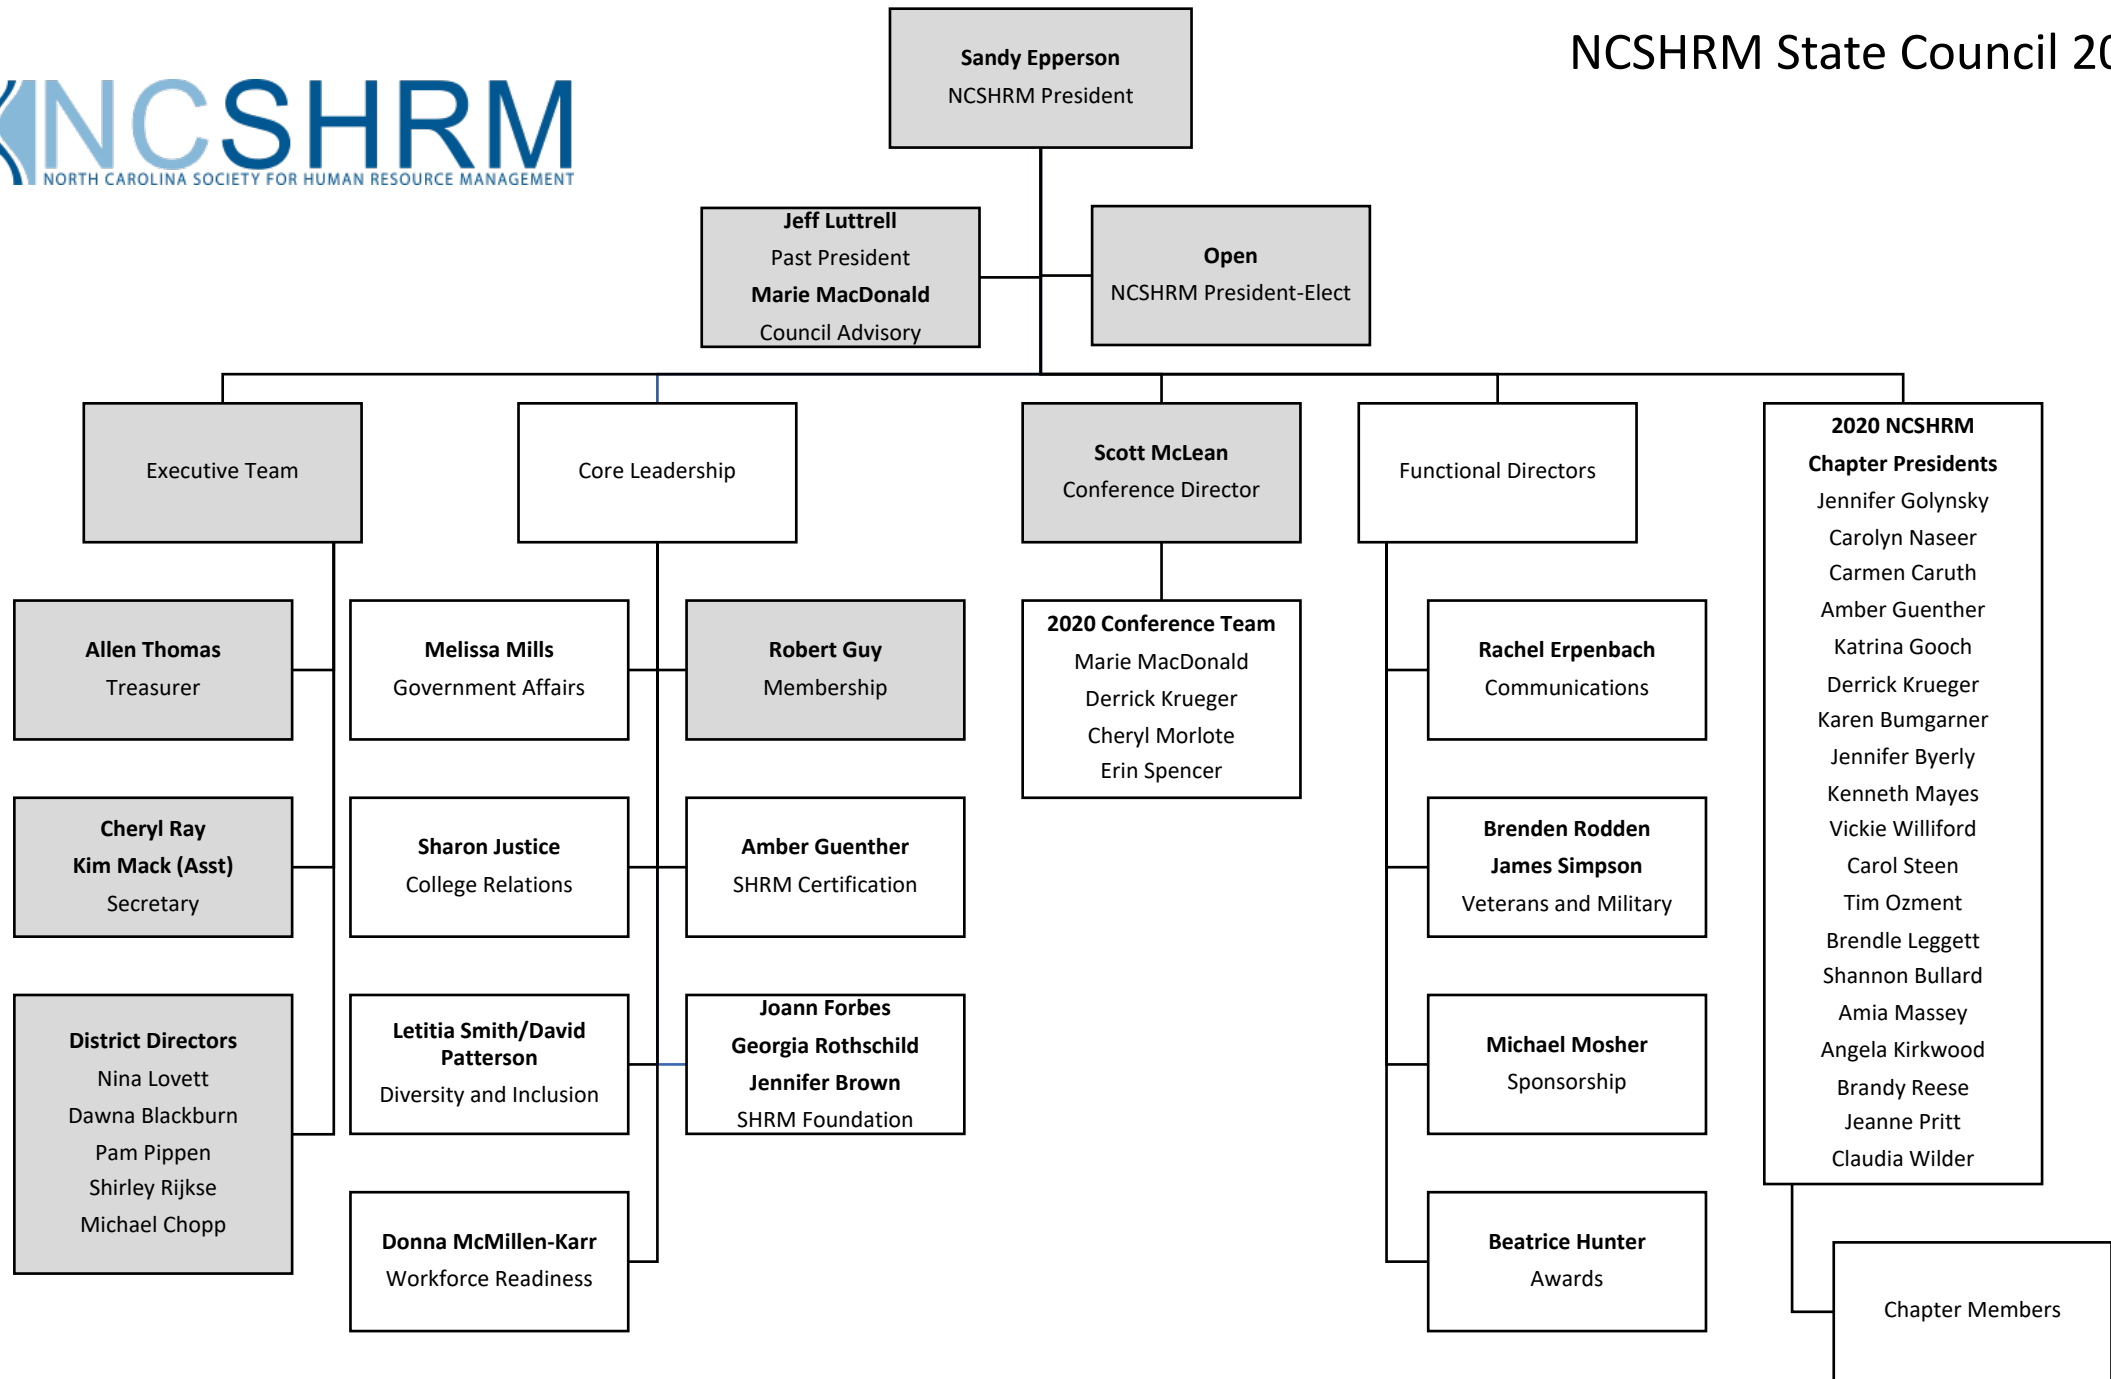 NCSHRM State Council 20
NCSHRM
NORTH CAROLINA SOCIETY FOR HUMAN RESOURCE MANAGEMENT
Sandy Epperson
NCSHRM President
Jeff Luttrell
Past President
Marie MacDonald
Council Advisory
Open
NCSHRM President-Elect
Executive Team
Core Leadership
Scott McLean
Conference Director
Functional Directors
2020 NCSHRM
Chapter Presidents
Jennifer Golynsky
Carolyn Naseer
Carmen Caruth
Amber Guenther
Katrina Gooch
Derrick Krueger
Karen Bumgarner
Jennifer Byerly
Kenneth Mayes
Vickie Williford
Carol Steen
Tim Ozment
Brendle Leggett
Shannon Bullard
Amia Massey
Angela Kirkwood
Brandy Reese
Jeanne Pritt
Claudia Wilder
Allen Thomas
Treasurer
Melissa Mills
Government Affairs
Robert Guy
Membership
2020 Conference Team
Marie MacDonald
Derrick Krueger
Cheryl Morlote
Erin Spencer
Rachel Erpenbach
Communications
Cheryl Ray
Kim Mack (Asst)
Secretary
Sharon Justice
College Relations
Amber Guenther
SHRM Certification
Brenden Rodden
James Simpson
Veterans and Military
District Directors
Nina Lovett
Dawna Blackburn
Pam Pippen
Shirley Rijkse
Michael Chopp
Letitia Smith/David
Patterson
Diversity and Inclusion
Joann Forbes
Georgia Rothschild
Jennifer Brown
SHRM Foundation
Michael Mosher
Sponsorship
Donna McMillen-Karr
Workforce Readiness
Beatrice Hunter
Awards
Chapter Members